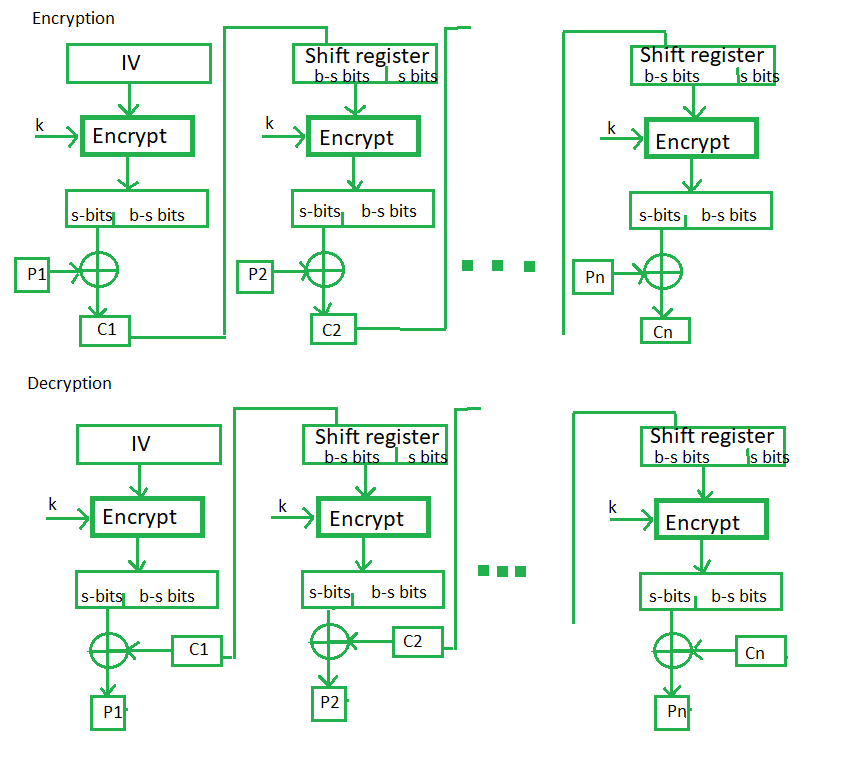 Encryption
IV
Shift register
b-s bits s bits
Shift register
b-s bits s bits
k
Encrypt
k
Encrypt
k
Encrypt
s-bits b-s bits
s-bits b-s bits
s-bits b-s bits
P1
P2
Pn
C1
C2
Cn
Decryption
IV
Shift register
b-s bits s bits
Shift register
b-s bits s bits
k
Encrypt
k
Encrypt
k
Encrypt
s-bits b-s bits
s-bits b-s bits
s-bits b-s bits
C1
C2
Cn
P1
P2
Pn